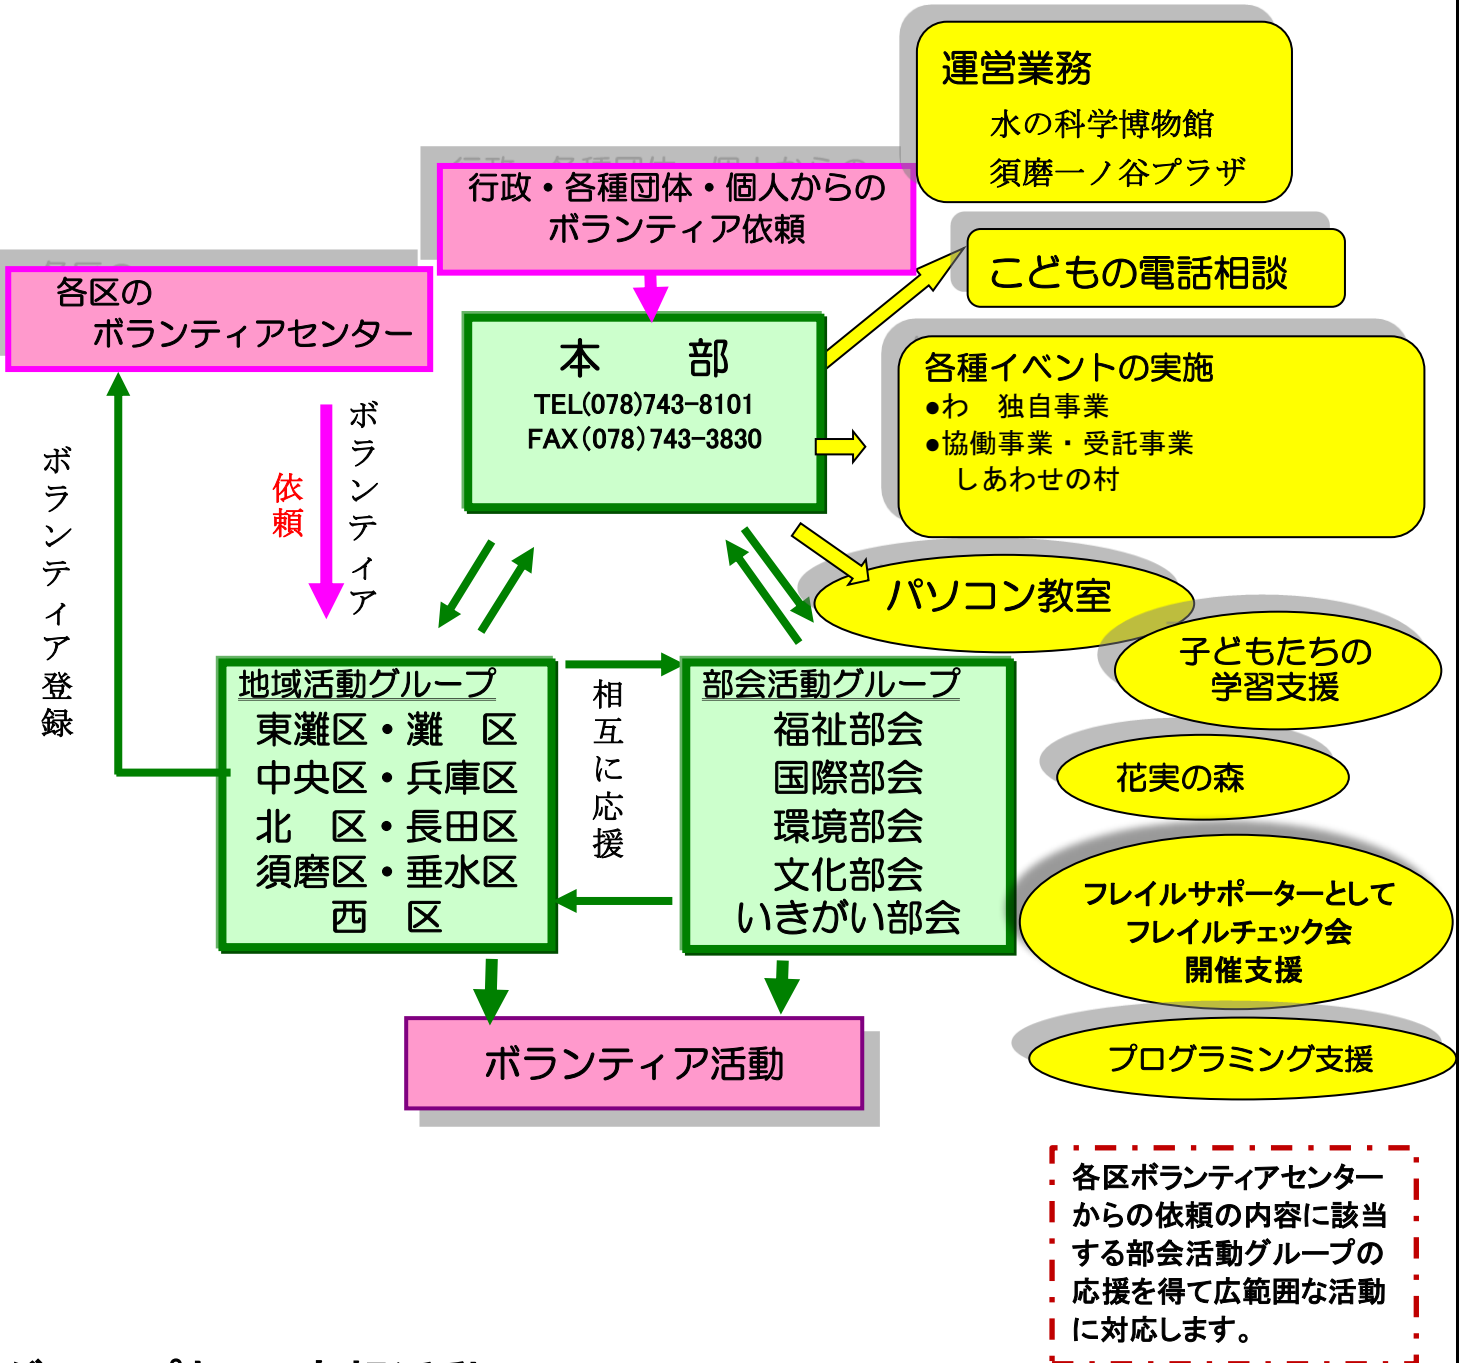 運営業務
水の科学博物館
須磨一ノ谷プラザ
行政・各種団体・個人からの
ボランティア依頼
こどもの電話相談
各区の
ボランティアセンター
本　部
TEL(078)743-8101
FAX(078)743-3830
各種イベントの実施
●わ　独自事業
●協働事業・受託事業
しあわせの村
ボランティア
依頼
ボランティア登録
パソコン教室
子どもたちの
学習支援
地域活動グループ
東灘区・灘　区
中央区・兵庫区
北　区・長田区
須磨区・垂水区
西　区
相互に応援
部会活動グループ
福祉部会
国際部会
環境部会
文化部会
いきがい部会
花実の森
フレイルサポーターとして
フレイルチェック会
開催支援
ボランティア活動
プログラミング支援
各区ボランティアセンター
からの依頼の内容に該当
する部会活動グループの
応援を得て広範囲な活動
に対応します。